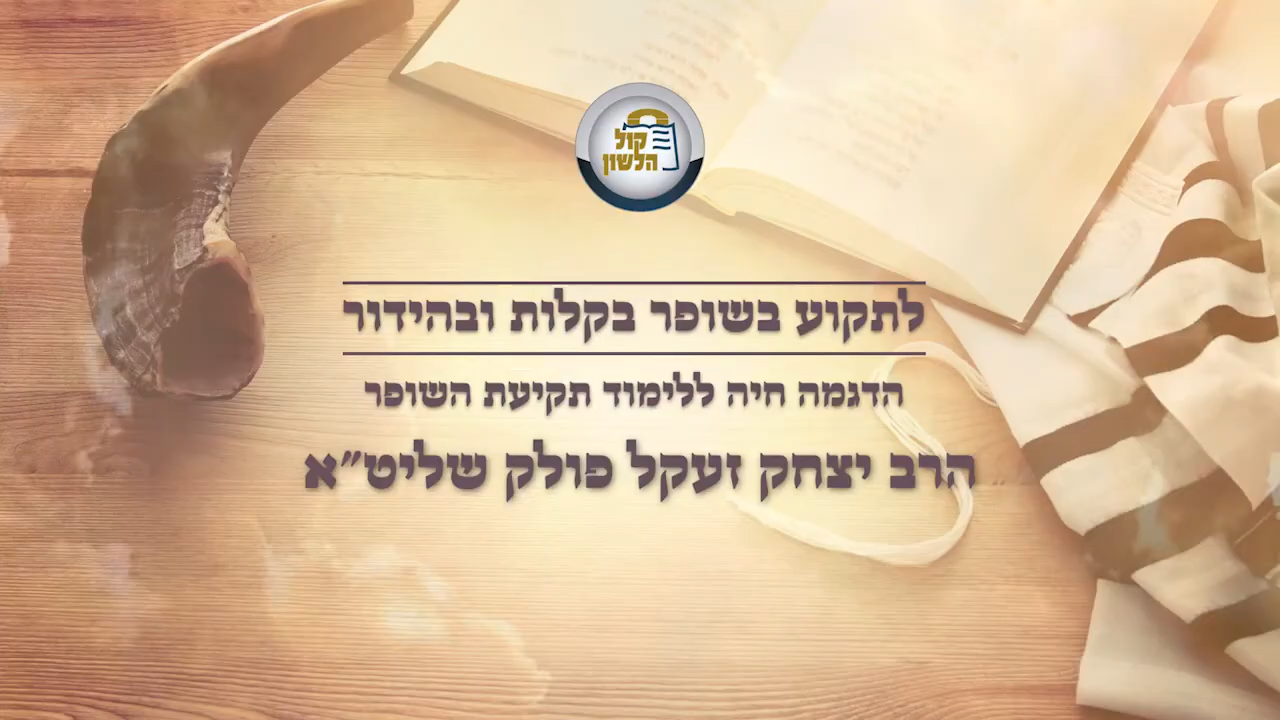 קול
הלשון
לתקוע בשופר בקלות ובהידור
הדגמה חיה ללימוד תקיעת השופר
הרב יצחק זעקל פולק שליט"א